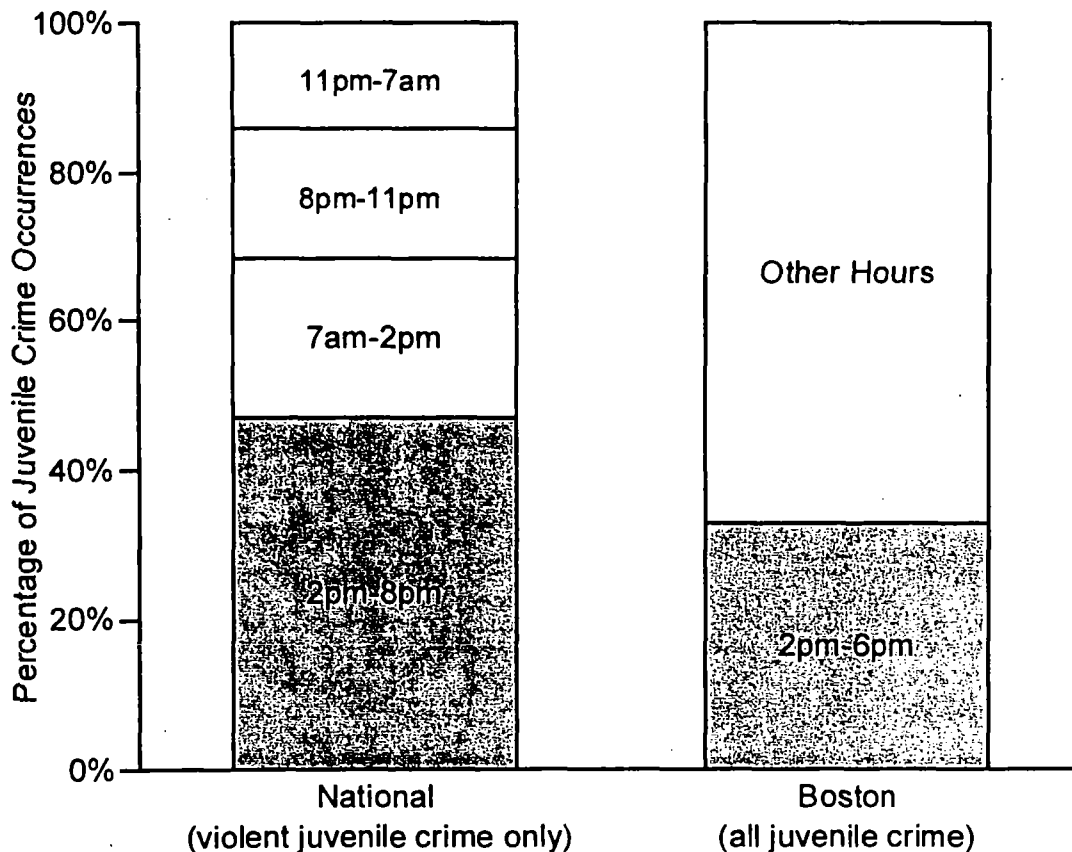 Percentage of Juvenile Crime Occurrences
100%
80%
60%
40%
20%
0%
11pm-7am
8pm-11pm
7am-2pm
2pm-8pm
Other Hours
2pm-6pm
National
(violent juvenile crime only)
Boston
(all juvenile crime)